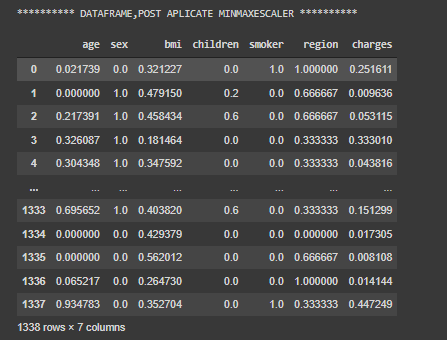 ********** DATAFRAME,POST APLICATE MINMAXESCALER **********
age sex bmi children smoker region charges
0 0.021739 0.0 0.321227 0.0 1.0 1.000000 0.251611
1 0.000000 1.0 0.479150 0.2 0.0 0.666667 0.009636
2 0.217391 1.0 0.458434 0.6 0.0 0.666667 0.053115
3 0.326087 1.0 0.181464 0.0 0.0 0.333333 0.333010
4 0.304348 1.0 0.347592 0.0 0.0 0.333333 0.043816
... ... ... ... ... ... ... ...
1333 0.695652 1.0 0.403820 0.6 0.0 0.333333 0.151299
1334 0.000000 0.0 0.429379 0.0 0.0 0.000000 0.017305
1335 0.000000 0.0 0.562012 0.0 0.0 0.666667 0.008108
1336 0.065217 0.0 0.264730 0.0 0.0 1.000000 0.014144
1337 0.934783 0.0 0.352704 0.0 1.0 0.333333 0.447249
1338 rows × 7 columns